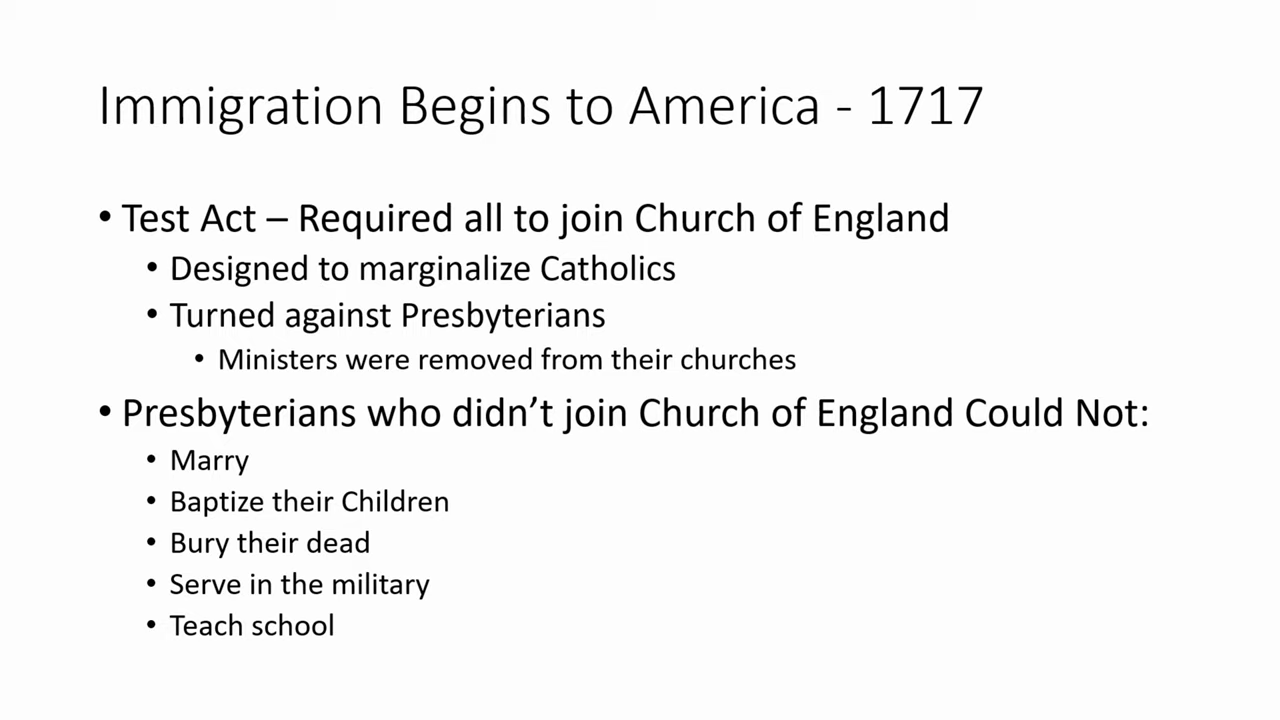 Immigration Begins to America - 1717
• Test Act – Required all to join Church of England
• Designed to marginalize Catholics
• Turned against Presbyterians
• Ministers were removed from their churches
• Presbyterians who didn’t join Church of England Could Not:
• Marry
• Baptize their Children
• Bury their dead
• Serve in the military
• Teach school